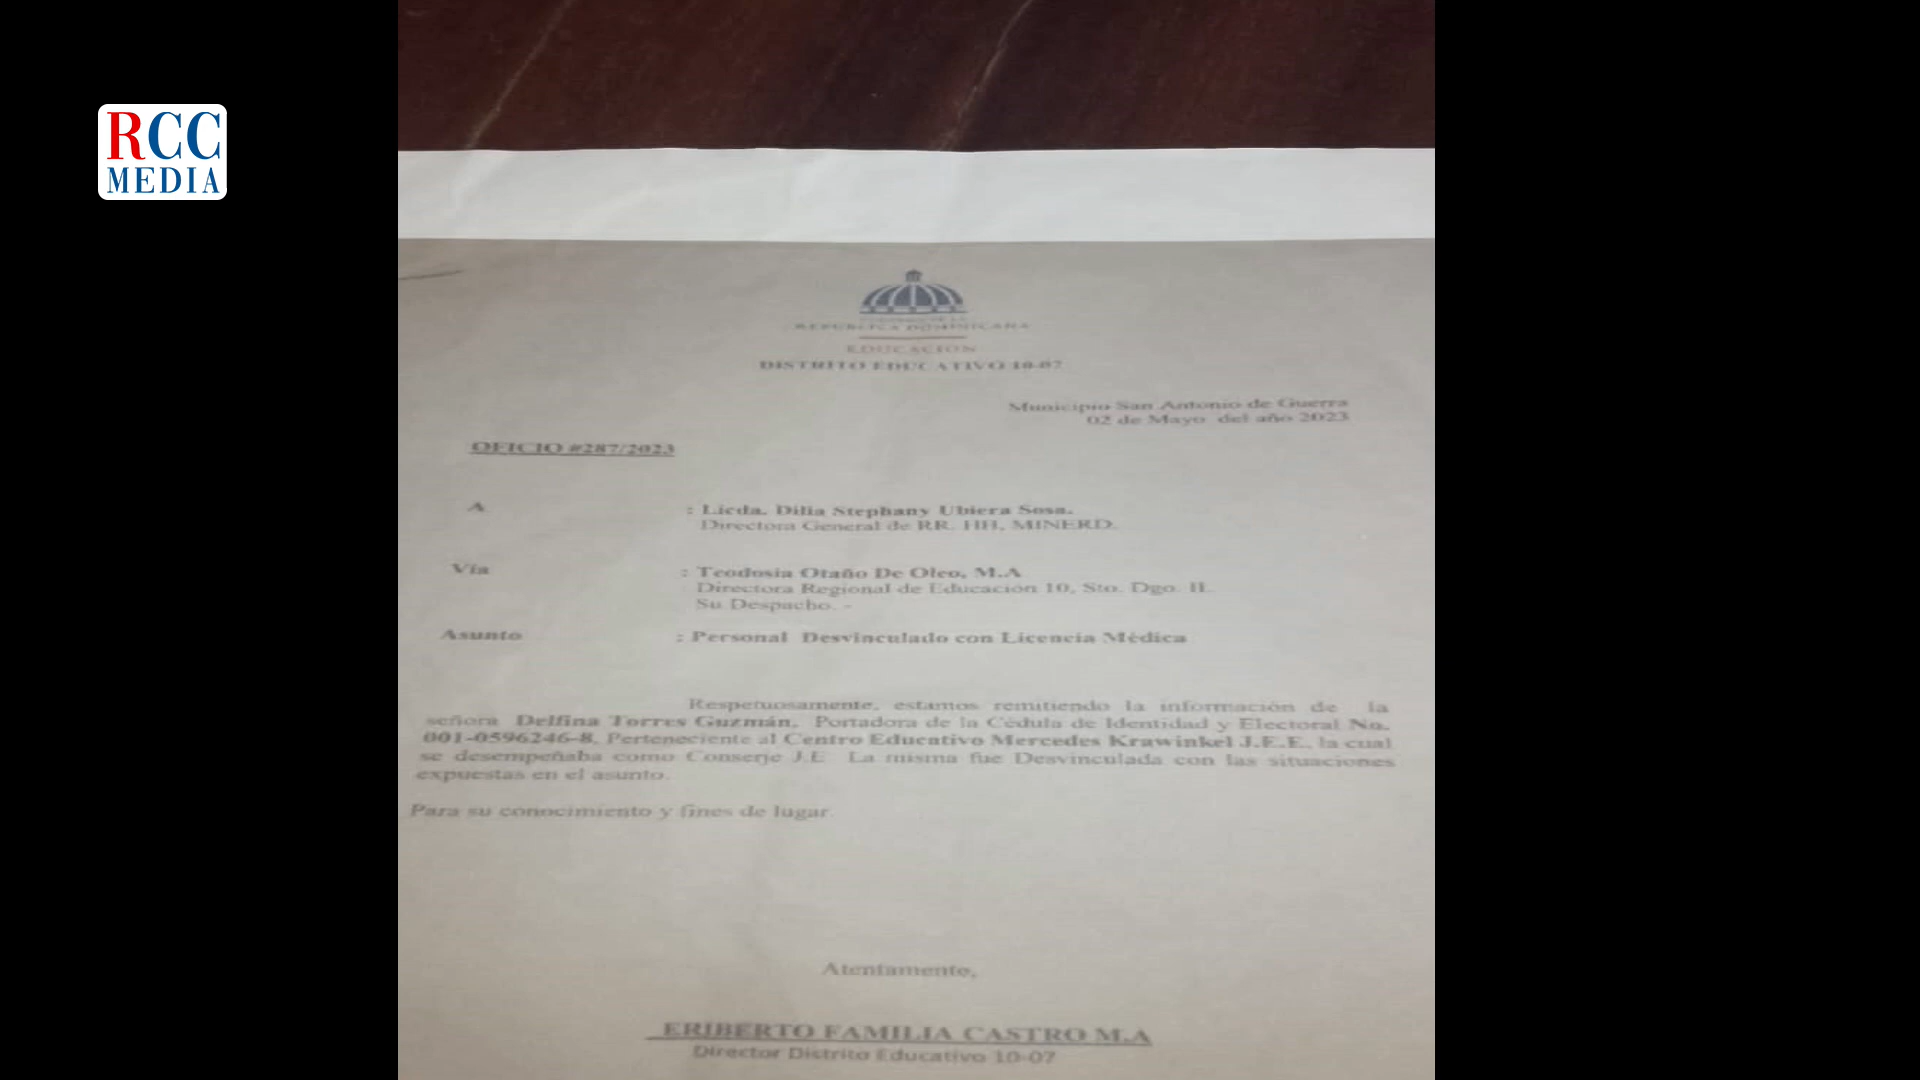 RCC
MEDIA
REPÚBLICA DOMINICANA
EDUCACIÓN
DISTRITO EDUCATIVO 10-07
Municipio San Antonio de Guerra
02 de Mayo del año 2023
OFICIO #287/2023
A : Licda. Dilia Stephany Ubiera Sosa.
Directora General de RR. HH, MINERD.
Vía : Teodosia Otaño De Oleo, M.A
Directora Regional de Educación 10, Sto. Dgo. II.
Su Despacho. -
Asunto : Personal Desvinculado con Licencia Médica
Respetuosamente, estamos remitiendo la información de la
señora Delfina Torres Guzmán, Portadora de la Cédula de Identidad y Electoral No.
001-0596246-8, Perteneciente al Centro Educativo Mercedes Krawinkel J.E.E, la cual
se desempeñaba como Conserje J.E La misma fue Desvinculada con las situaciones
expuestas en el asunto.
Para su conocimiento y fines de lugar.
Atentamente,
ERIBERTO FAMILIA CASTRO M.A
Director Distrito Educativo 10-07